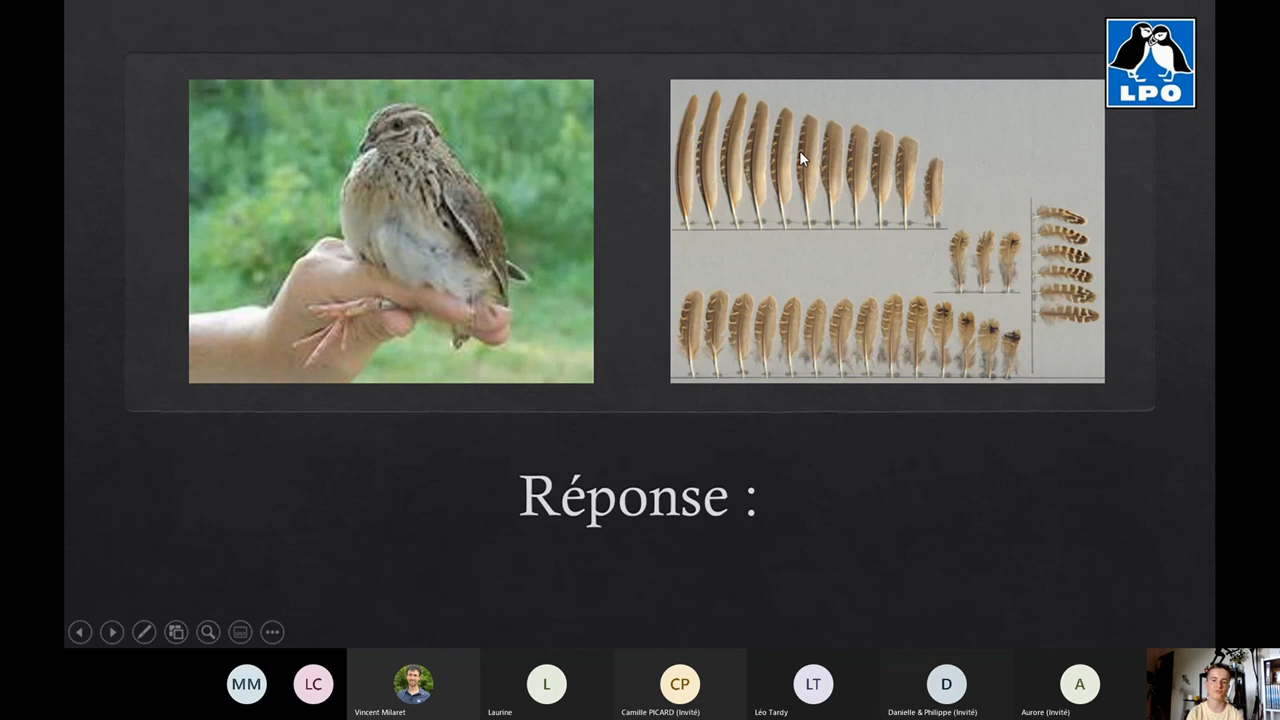 LPO
Réponse :
MM
LC
Vincent Milaret
L
Laurine
CP
Camille PICARD (Invité)
LT
Léo Tardy
D
Danielle & Philippe (Invité)
A
Aurore (Invité)